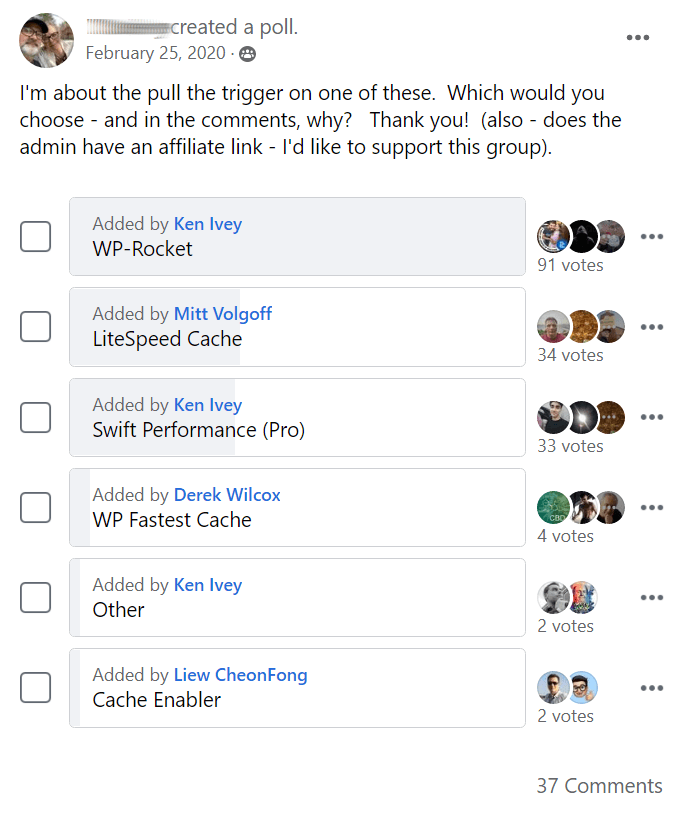 created a poll.
February 25, 2020 ·
I'm about the pull the trigger on one of these.  Which would you
choose - and in the comments, why?   Thank you!  (also - does the
admin have an affiliate link - I'd like to support this group).
Added by Ken Ivey
WP-Rocket
91 votes
Added by Mitt Volgoff
LiteSpeed Cache
34 votes
Added by Ken Ivey
Swift Performance (Pro)
33 votes
Added by Derek Wilcox
WP Fastest Cache
CBD
4 votes
Added by Ken Ivey
Other
2 votes
Added by Liew CheonFong
Cache Enabler
2 votes
37 Comments